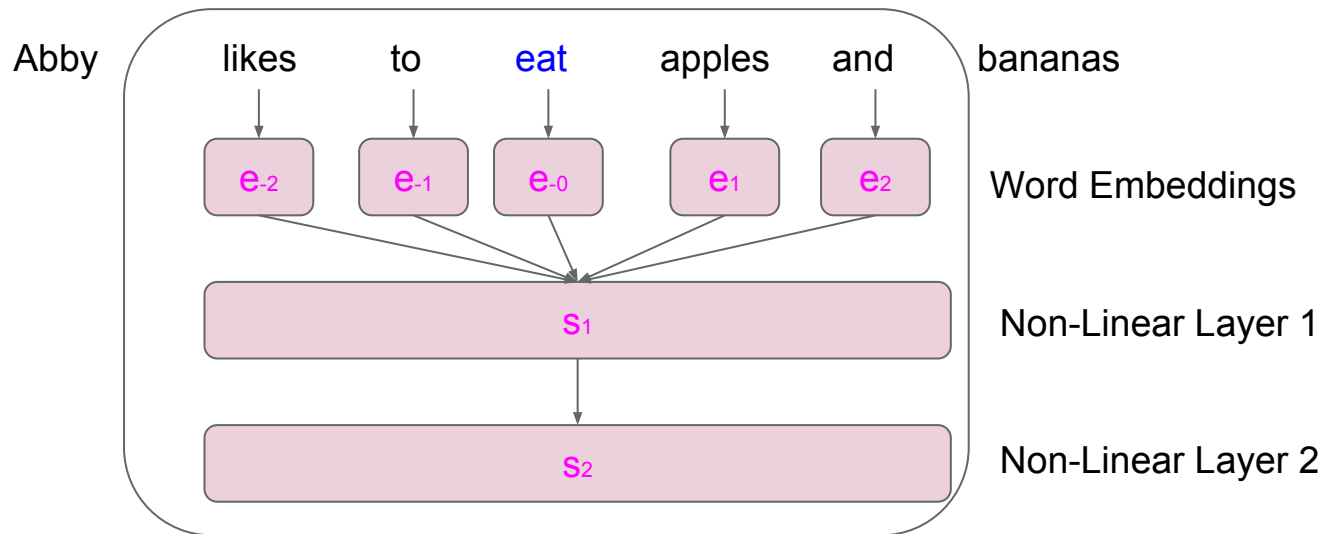 Abby likes to eat apples and bananas
e-2 e-1 e-0 e1 e2 Word Embeddings
s1 Non-Linear Layer 1
s2 Non-Linear Layer 2